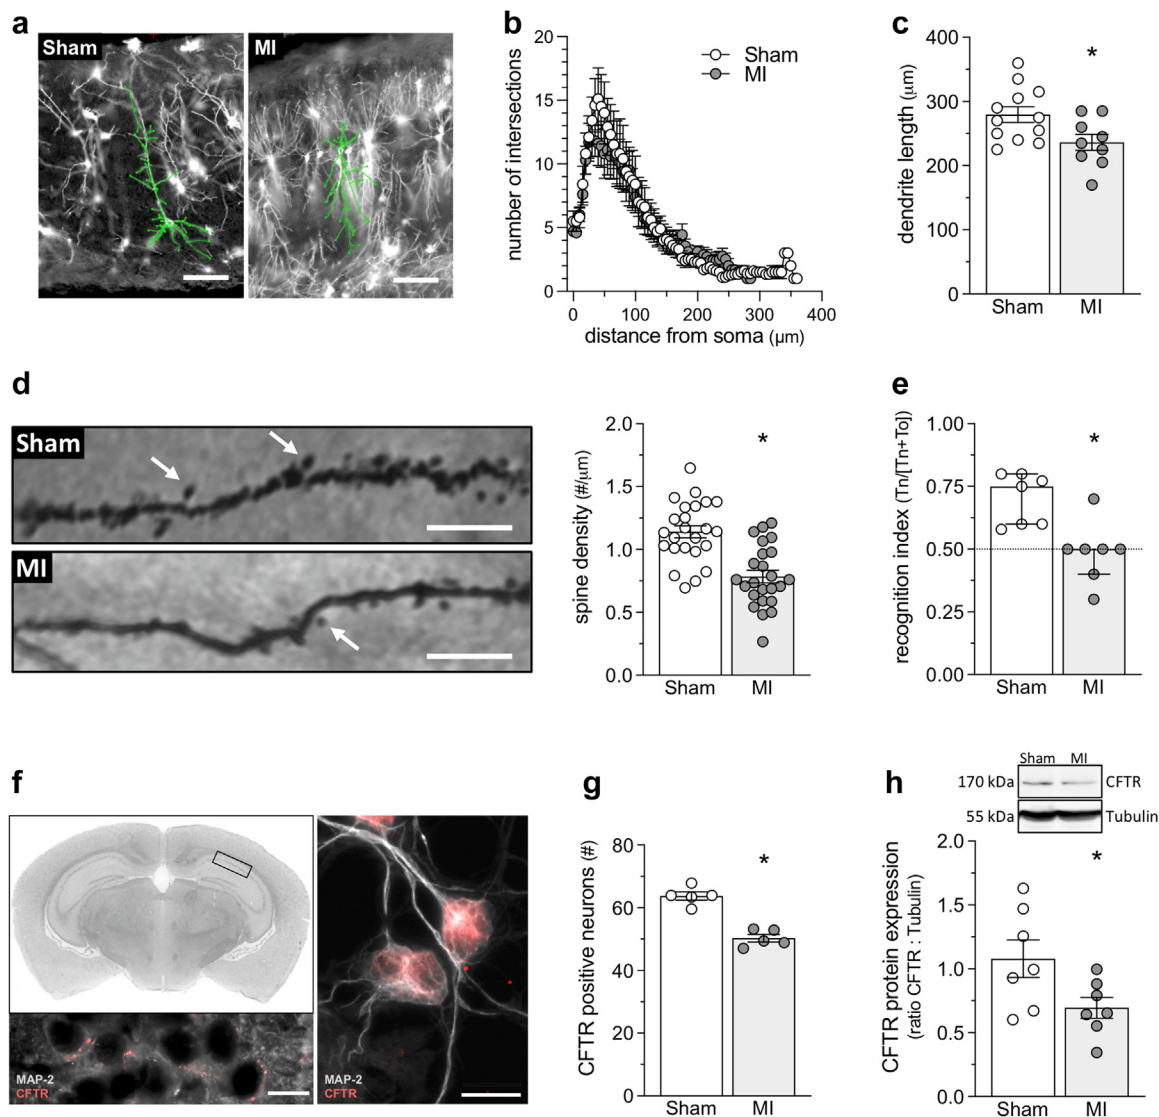 a
Sham
MI
b
number of intersections
20
15
10
5
0
Sham
MI
0
100
200
300
400
distance from soma (µm)
c
dendrite length (µm)
400
300
200
100
0
*
Sham
MI
d
Sham
MI
spine density (#/µm)
2.0
1.5
1.0
0.5
0.0
*
Sham
MI
e
recognition index (Tn/[Tn+To])
1.00
0.75
0.50
0.25
0.00
*
Sham
MI
f
MAP-2
CFTR
MAP-2
CFTR
g
CFTR positive neurons (#)
80
60
40
20
0
*
Sham
MI
h
Sham MI
170 kDa CFTR
55 kDa Tubulin
CFTR protein expression
(ratio CFTR : Tubulin)
2.0
1.5
1.0
0.5
0.0
*
Sham
MI